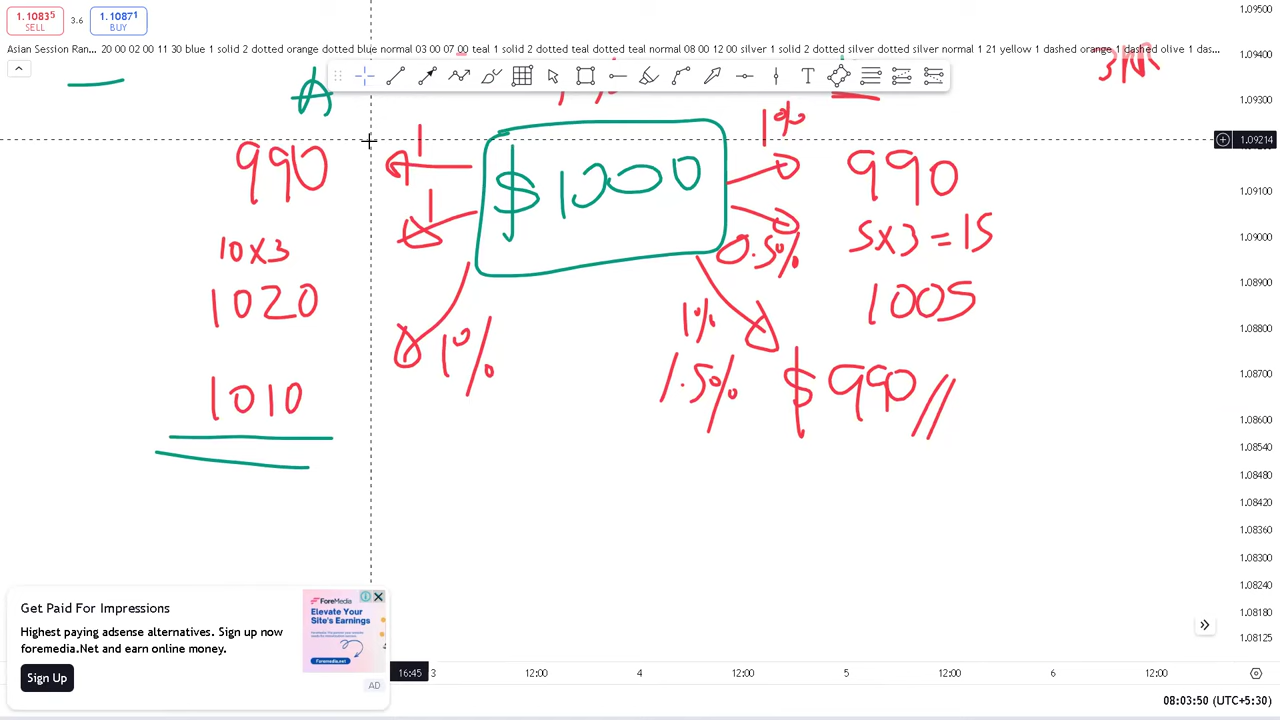 1.10835 SELL 3.6 1.10871 BUY
Asian Session Ran... 20 00 02 00 11 30 blue 1 solid 2 dotted orange dotted blue normal 03 00 07 00 teal 1 solid 2 dotted teal dotted teal normal 08 00 12 00 silver 1 solid 2 dotted silver dotted silver normal 1 21 yellow 1 dashed orange 1 dashed olive 1 das...
A
3RR
990
1
1
$1000
1%
0.5%
990
10x3
5x3=15
1020
1005
1%
1%
1.5%
$990
1010
1.09500
1.09400
1.09300
1.09214
1.09100
1.09000
1.08900
1.08800
1.08700
1.08600
1.08540
1.08480
1.08420
1.08360
1.08300
1.08240
1.08180
1.08125
Get Paid For Impressions
Highest paying adsense alternatives. Sign up now
foremedia.Net and earn online money.
Sign Up
ForeMedia
Elevate Your
Site's Earnings
Foremedia.net
AD
16:45 3 12:00 4 12:00 5 12:00 6 12:00
08:03:50 (UTC+5:30)